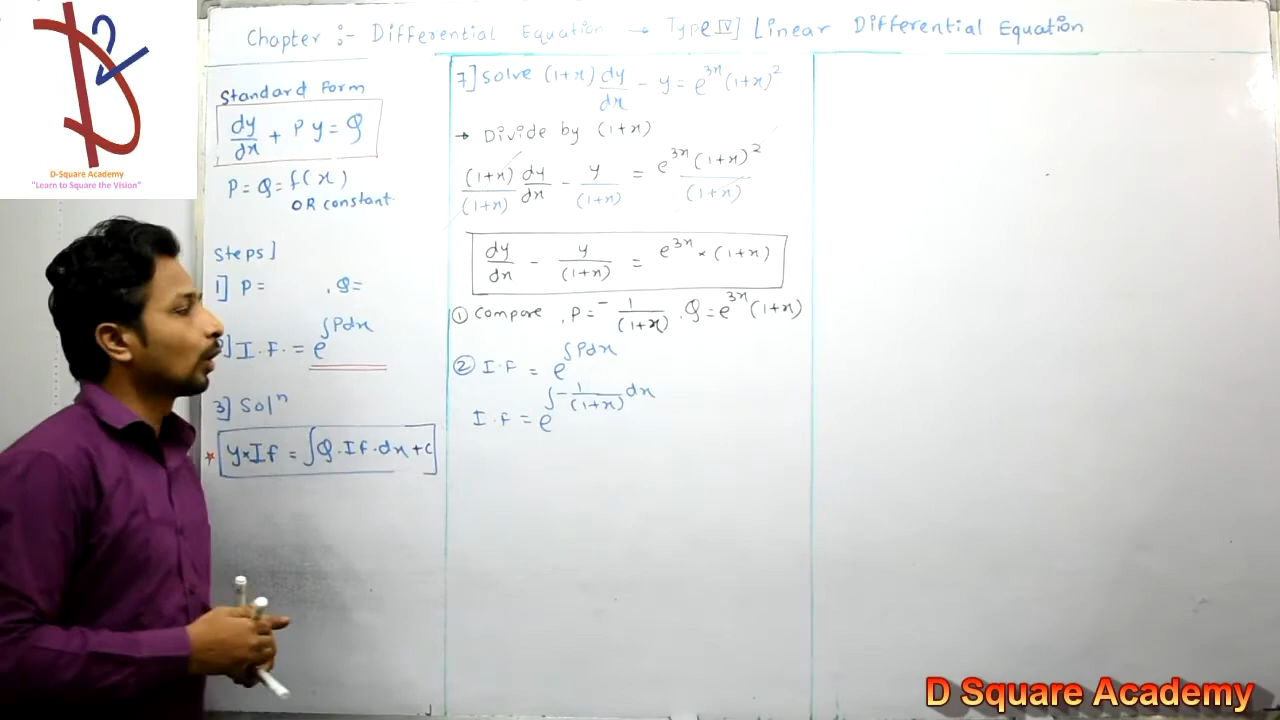 Chapter :- Differential Equation → Type IV] Linear Differential Equation
D-Square Academy
"Learn to Square the Vision"
Standard Form
dy/dx + P y = Q
P = Q = f(x)
OR constant.
Steps]
1] P = , Q =
2] I.F. = e^∫Pdx
3] Solⁿ
* y×If = ∫Q.If.dx+c
7] Solve (1+x) dy/dx - y = e^3x (1+x)^2
→ Divide by (1+x)
(1+x)/(1+x) dy/dx - y/(1+x) = e^3x (1+x)^2/(1+x)
dy/dx - y/(1+x) = e^3x × (1+x)
① Compare , P = - 1/(1+x) , Q = e^3x (1+x)
② I.F = e^∫Pdx
I.F = e^∫-1/(1+x) dx
D Square Academy